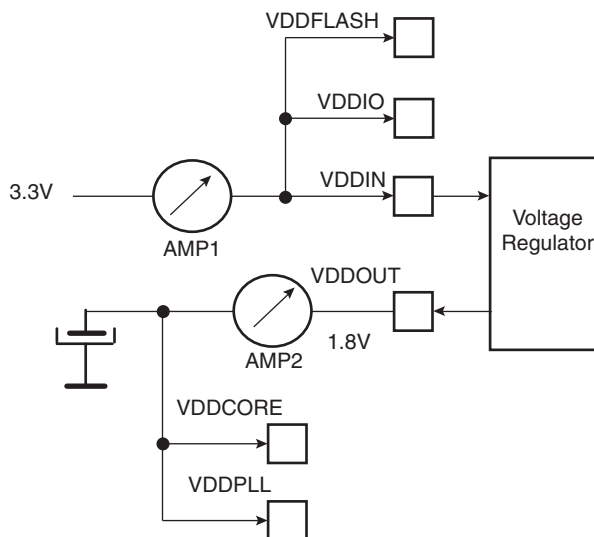 VDDFLASH
VDDIO
VDDIN
3.3V
AMP1
Voltage
Regulator
VDDOUT
1.8V
AMP2
VDDCORE
VDDPLL